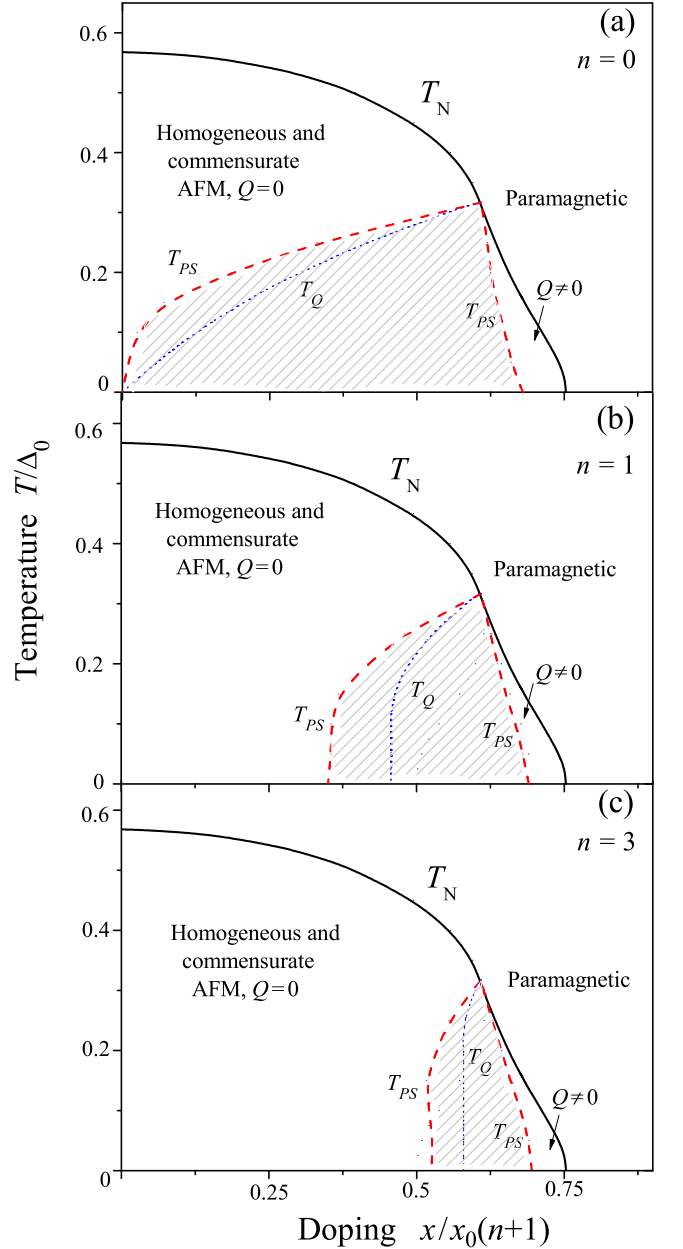 (a)
n = 0
0.6
T_N
Homogeneous and
commensurate
AFM, Q=0
0.4
Paramagnetic
T_PS
0.2
T_Q
Q≠0
T_PS
0
(b)
n = 1
0.6
T_N
Homogeneous and
commensurate
AFM, Q=0
0.4
Paramagnetic
0.2
Q≠0
T_PS
T_Q
T_PS
0
(c)
n = 3
0.6
T_N
Homogeneous and
commensurate
AFM, Q=0
0.4
Paramagnetic
0.2
T_Q
T_PS
Q≠0
T_PS
0
0.25
0.5
0.75
Temperature T/Δ₀
Doping x/x₀(n+1)